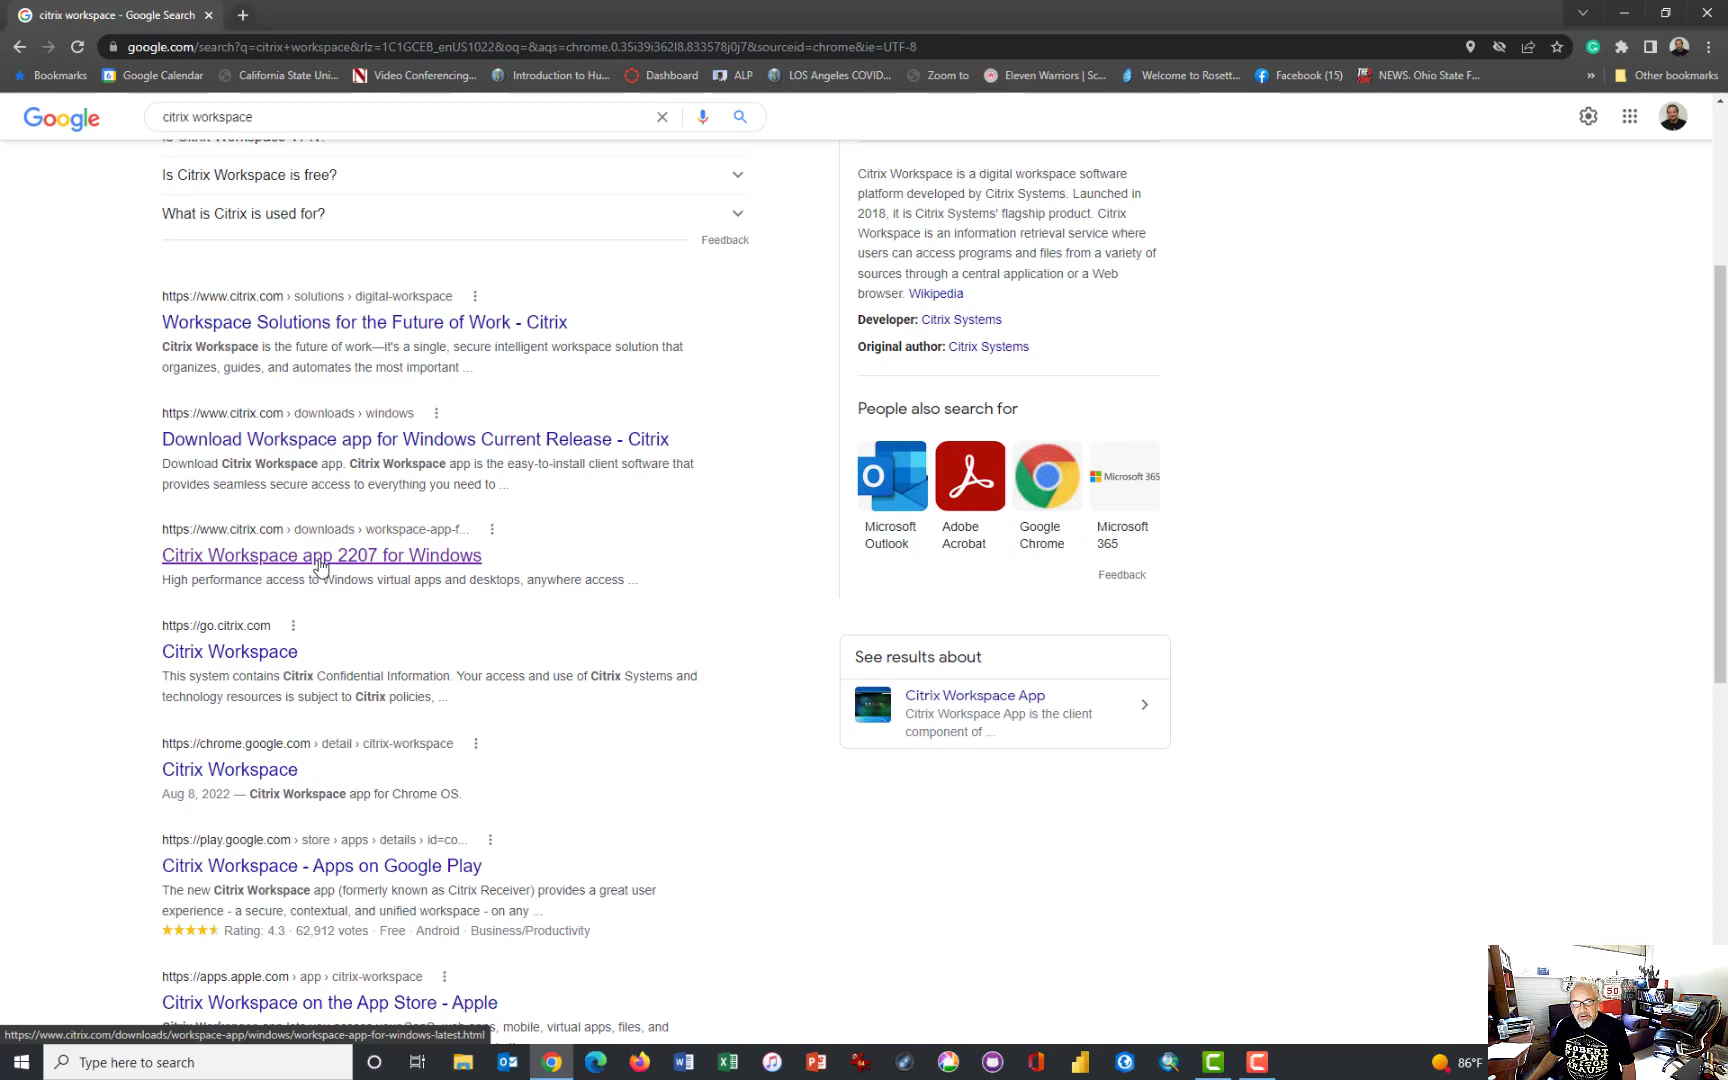 citrix workspace - Google Search
google.com/search?q=citrix+workspace&rlz=1C1GCEB_enUS1022&oq=&aqs=chrome.0.35i39i362l8.833578j0j7&sourceid=chrome&ie=UTF-8
Bookmarks
Google Calendar
California State Uni...
Video Conferencing...
Introduction to Hu...
Dashboard
ALP
LOS Angeles COVID...
Zoom to
Eleven Warriors | Sc...
Welcome to Rosett...
Facebook (15)
NEWS. Ohio State F...
»
Other bookmarks
Google
citrix workspace
Is Citrix Workspace VPN?
Is Citrix Workspace is free?
What is Citrix is used for?
Feedback
https://www.citrix.com › solutions › digital-workspace
Workspace Solutions for the Future of Work - Citrix
Citrix Workspace is the future of work—it's a single, secure intelligent workspace solution that
organizes, guides, and automates the most important ...
https://www.citrix.com › downloads › windows
Download Workspace app for Windows Current Release - Citrix
Download Citrix Workspace app. Citrix Workspace app is the easy-to-install client software that
provides seamless secure access to everything you need to ...
https://www.citrix.com › downloads › workspace-app-f...
Citrix Workspace app 2207 for Windows
High performance access to Windows virtual apps and desktops, anywhere access ...
https://go.citrix.com
Citrix Workspace
This system contains Citrix Confidential Information. Your access and use of Citrix Systems and
technology resources is subject to Citrix policies, ...
https://chrome.google.com › detail › citrix-workspace
Citrix Workspace
Aug 8, 2022 — Citrix Workspace app for Chrome OS.
https://play.google.com › store › apps › details › id=co...
Citrix Workspace - Apps on Google Play
The new Citrix Workspace app (formerly known as Citrix Receiver) provides a great user
experience - a secure, contextual, and unified workspace - on any ...
Rating: 4.3 · 62,912 votes · Free · Android · Business/Productivity
https://apps.apple.com › app › citrix-workspace
Citrix Workspace on the App Store - Apple
mobile, virtual apps, files, and
Citrix Workspace is a digital workspace software
platform developed by Citrix Systems. Launched in
2018, it is Citrix Systems' flagship product. Citrix
Workspace is an information retrieval service where
users can access programs and files from a variety of
sources through a central application or a Web
browser. Wikipedia
Developer: Citrix Systems
Original author: Citrix Systems
People also search for
Microsoft 365
Microsoft
Outlook
Adobe
Acrobat
Google
Chrome
Microsoft
365
Feedback
See results about
Citrix Workspace App
Citrix Workspace App is the client
component of ...
https://www.citrix.com/downloads/workspace-app/windows/workspace-app-for-windows-latest.html
Type here to search
86°F